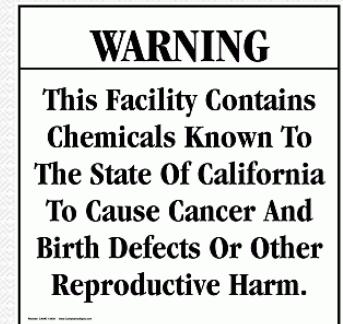 WARNING
This Facility Contains
Chemicals Known To
The State Of California
To Cause Cancer And
Birth Defects Or Other
Reproductive Harm.